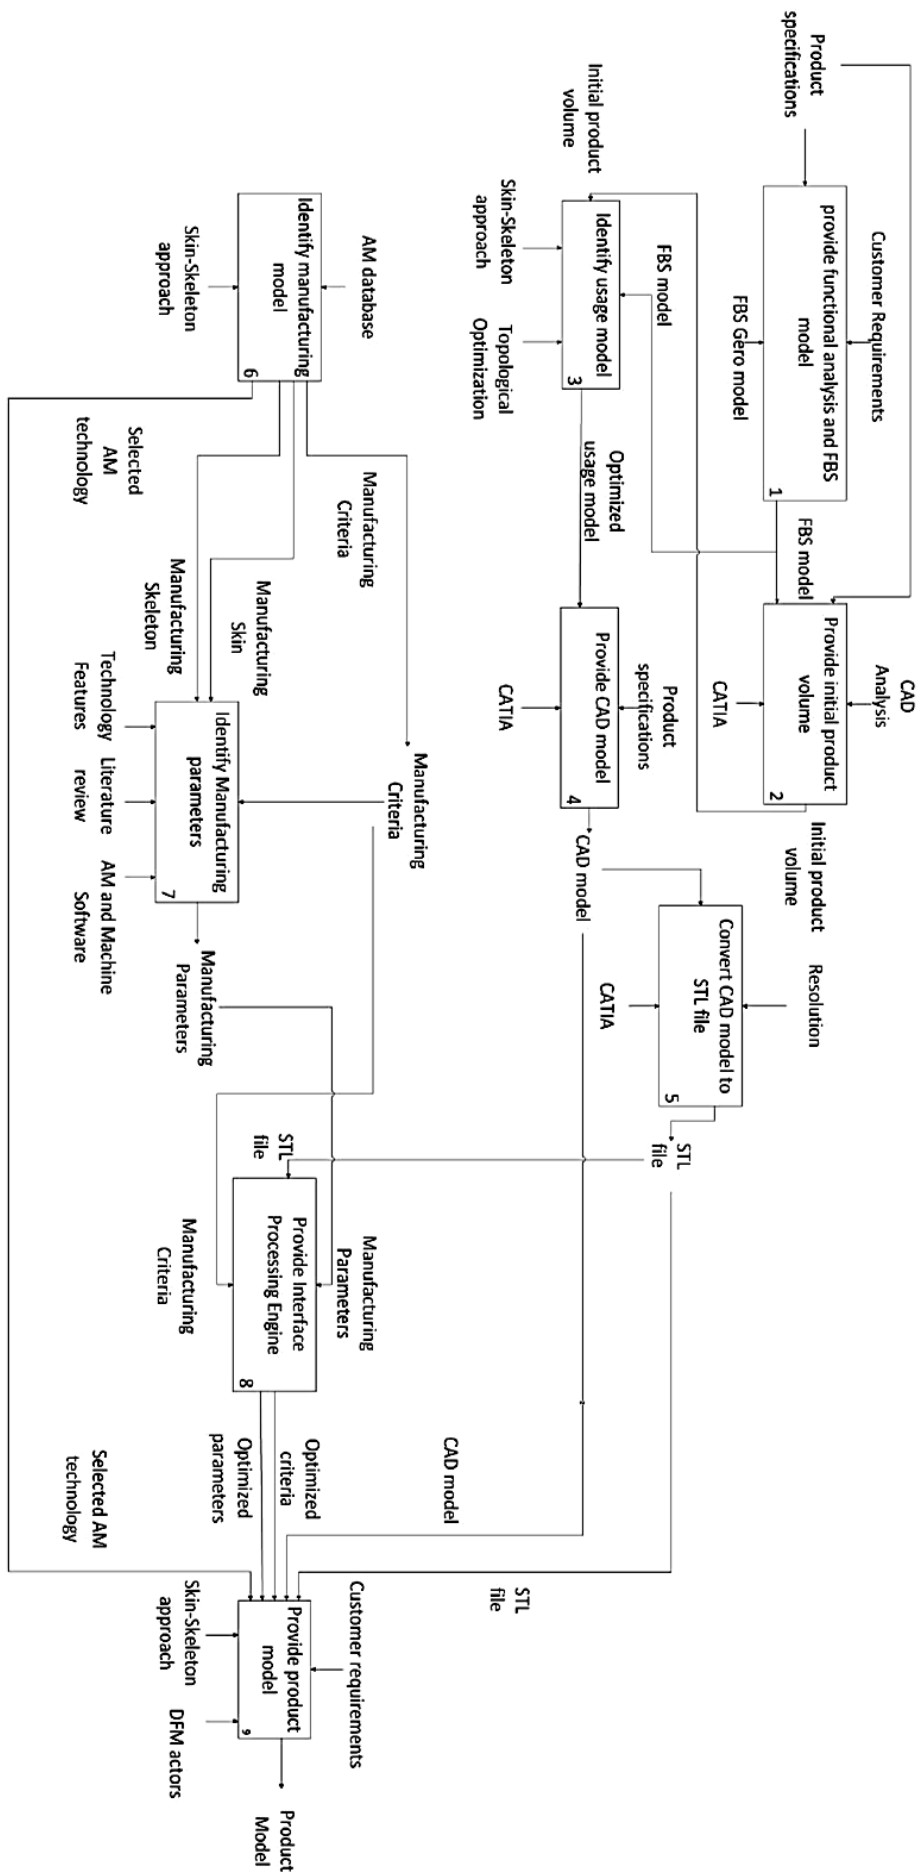 Product
specifications
Customer Requirements
provide functional analysis and FBS
model
1
FBS Gero model
FBS model
CAD
Analysis
Provide initial product
volume
2
CATIA
Initial product
volume
Initial product
volume
FBS model
Identify usage model
3
Skin-Skeleton
approach
Topological
Optimization
Optimized
usage model
Product
specifications
Provide CAD model
4
CATIA
CAD model
Resolution
Convert CAD model to
STL file
5
CATIA
STL
file
AM database
Identify manufacturing
model
6
Skin-Skeleton
approach
Selected
AM
technology
Manufacturing
Criteria
Manufacturing
Skin
Manufacturing
Skeleton
Manufacturing
Criteria
Identify Manufacturing
parameters
7
Technology
Features
Literature
review
AM and Machine
Software
Manufacturing
Parameters
STL
file
Manufacturing
Parameters
Provide Interface
Processing Engine
8
Manufacturing
Criteria
Optimized
criteria
Optimized
parameters
CAD model
STL
file
Selected AM
technology
Customer requirements
Provide product
model
9
Skin-Skeleton
approach
DFM actors
Product
Model